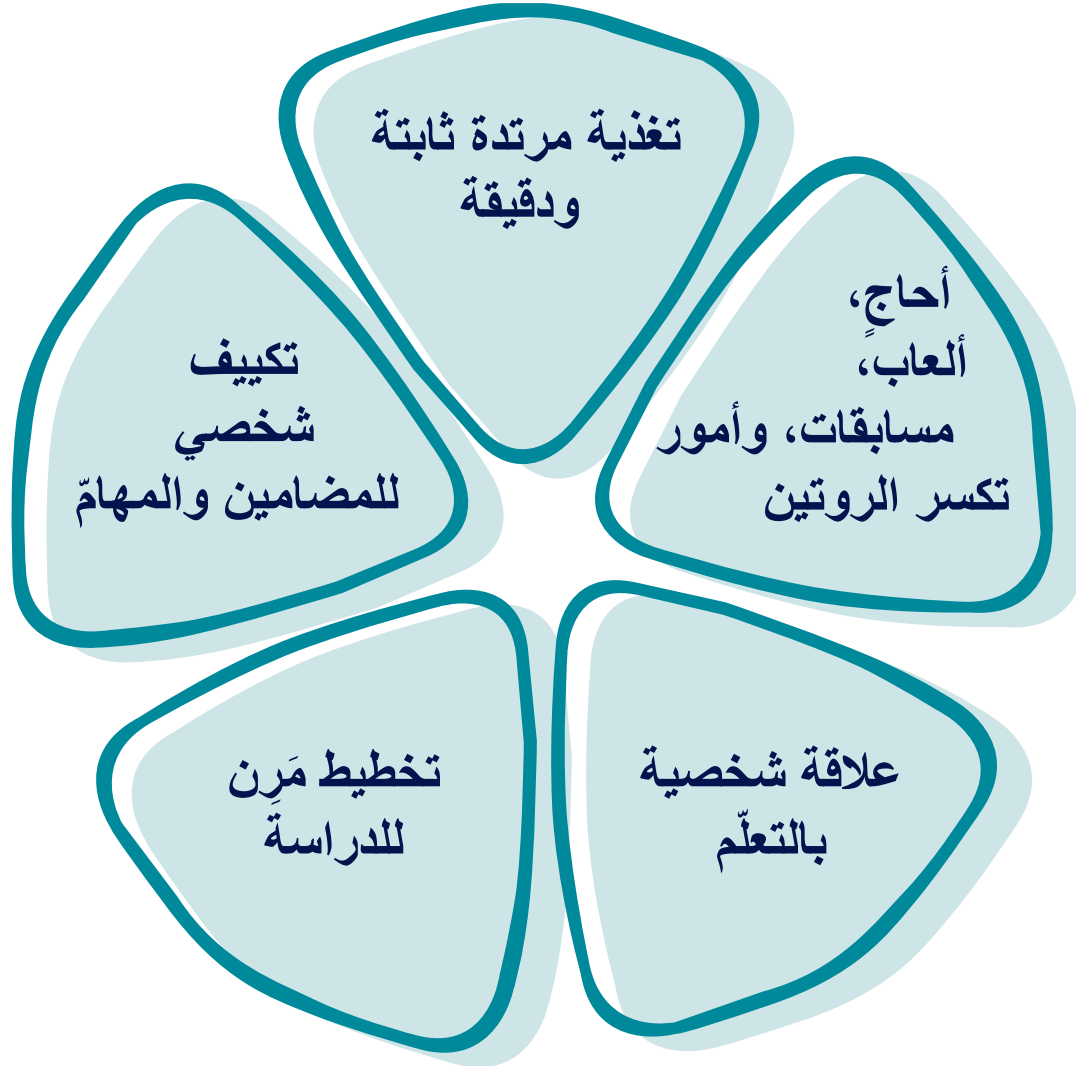 تغذية مرتدة ثابتة
ودقيقة
أحاجٍ،
ألعاب،
مسابقات، وأمور
تكسر الروتين
علاقة شخصية
بالتعلّم
تخطيط مَرِن
للدراسة
تكييف
شخصي
للمضامين والمهامّ